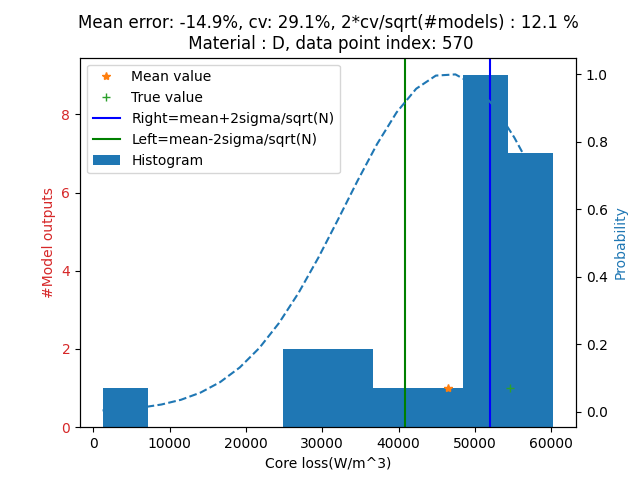 Mean error: -14.9%, cv: 29.1%, 2*cv/sqrt(#models) : 12.1 %
Material : D, data point index: 570
Mean value
True value
Right=mean+2sigma/sqrt(N)
Left=mean-2sigma/sqrt(N)
Histogram
#Model outputs
8
6
4
2
0
1.0
0.8
0.6
0.4
0.2
0.0
Probability
0 10000 20000 30000 40000 50000 60000
Core loss(W/m^3)